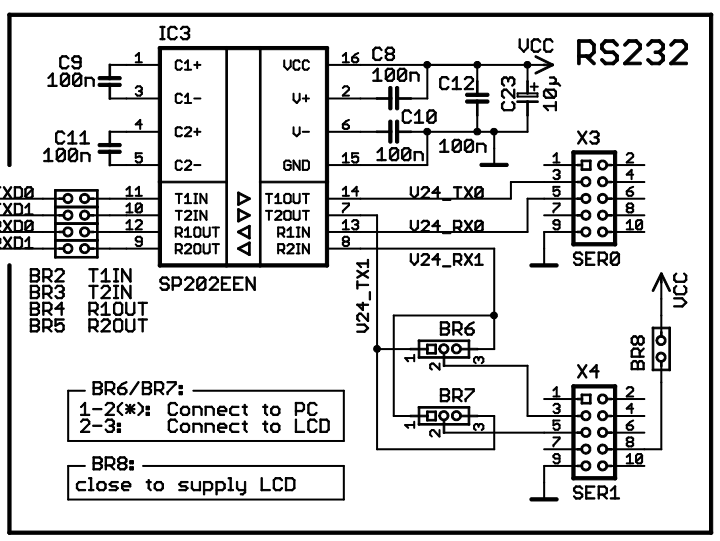 IC3
RS232
C9
100n
1
3
C1+
C1-
VCC
V+
16
2
C8
100n
C12
100n
C23
10µ
+
VCC
C11
100n
4
5
C2+
C2-
V-
GND
6
15
C10
100n
X3
1 2
3 4
5 6
7 8
9 10
SER0
TXD0 11 T1IN T1OUT 14 V24_TX0
TXD1 10 T2IN T2OUT 7
RXD0 12 R1OUT R1IN 13 V24_RX0
RXD1 9 R2OUT R2IN 8 V24_RX1
SP202EEN
V24_TX1
BR2 T1IN
BR3 T2IN
BR4 R1OUT
BR5 R2OUT
BR6
1 2 3
BR7
1 2 3
VCC
BR8
X4
1 2
3 4
5 6
7 8
9 10
SER1
BR6/BR7:
1-2(*): Connect to PC
2-3: Connect to LCD
BR8:
close to supply LCD